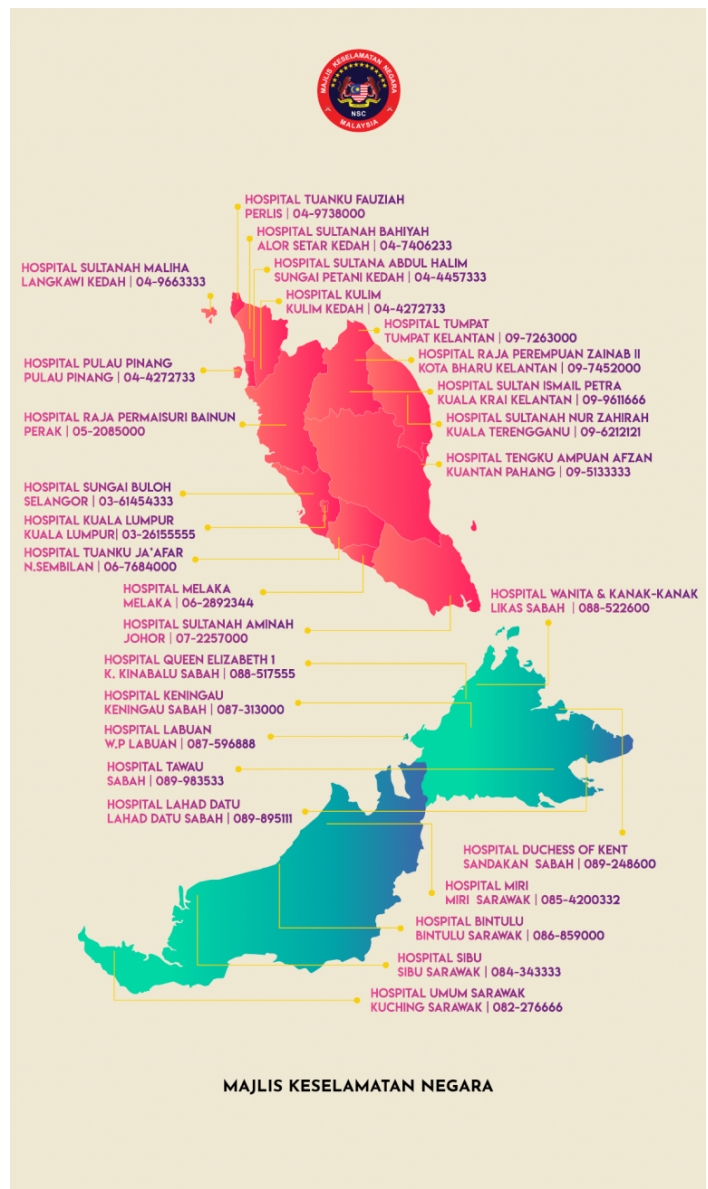 MAJLIS KESELAMATAN NEGARA
NSC
MALAYSIA
HOSPITAL TUANKU FAUZIAH
PERLIS | 04-9738000
HOSPITAL SULTANAH BAHIYAH
ALOR SETAR KEDAH | 04-7406233
HOSPITAL SULTANA ABDUL HALIM
SUNGAI PETANI KEDAH | 04-4457333
HOSPITAL SULTANAH MALIHA
LANGKAWI KEDAH | 04-9663333
HOSPITAL KULIM
KULIM KEDAH | 04-4272733
HOSPITAL TUMPAT
TUMPAT KELANTAN | 09-7263000
HOSPITAL RAJA PEREMPUAN ZAINAB II
KOTA BHARU KELANTAN | 09-7452000
HOSPITAL PULAU PINANG
PULAU PINANG | 04-4272733
HOSPITAL SULTAN ISMAIL PETRA
KUALA KRAI KELANTAN | 09-9611666
HOSPITAL RAJA PERMAISURI BAINUN
PERAK | 05-2085000
HOSPITAL SULTANAH NUR ZAHIRAH
KUALA TERENGGANU | 09-6212121
HOSPITAL TENGKU AMPUAN AFZAN
KUANTAN PAHANG | 09-5133333
HOSPITAL SUNGAI BULOH
SELANGOR | 03-61454333
HOSPITAL KUALA LUMPUR
KUALA LUMPUR| 03-26155555
HOSPITAL TUANKU JA'AFAR
N.SEMBILAN | 06-7684000
HOSPITAL MELAKA
MELAKA | 06-2892344
HOSPITAL WANITA & KANAK-KANAK
LIKAS SABAH | 088-522600
HOSPITAL SULTANAH AMINAH
JOHOR | 07-2257000
HOSPITAL QUEEN ELIZABETH 1
K. KINABALU SABAH | 088-517555
HOSPITAL KENINGAU
KENINGAU SABAH | 087-313000
HOSPITAL LABUAN
W.P LABUAN | 087-596888
HOSPITAL TAWAU
SABAH | 089-983533
HOSPITAL LAHAD DATU
LAHAD DATU SABAH | 089-895111
HOSPITAL DUCHESS OF KENT
SANDAKAN SABAH | 089-248600
HOSPITAL MIRI
MIRI SARAWAK | 085-4200332
HOSPITAL BINTULU
BINTULU SARAWAK | 086-859000
HOSPITAL SIBU
SIBU SARAWAK | 084-343333
HOSPITAL UMUM SARAWAK
KUCHING SARAWAK | 082-276666
MAJLIS KESELAMATAN NEGARA